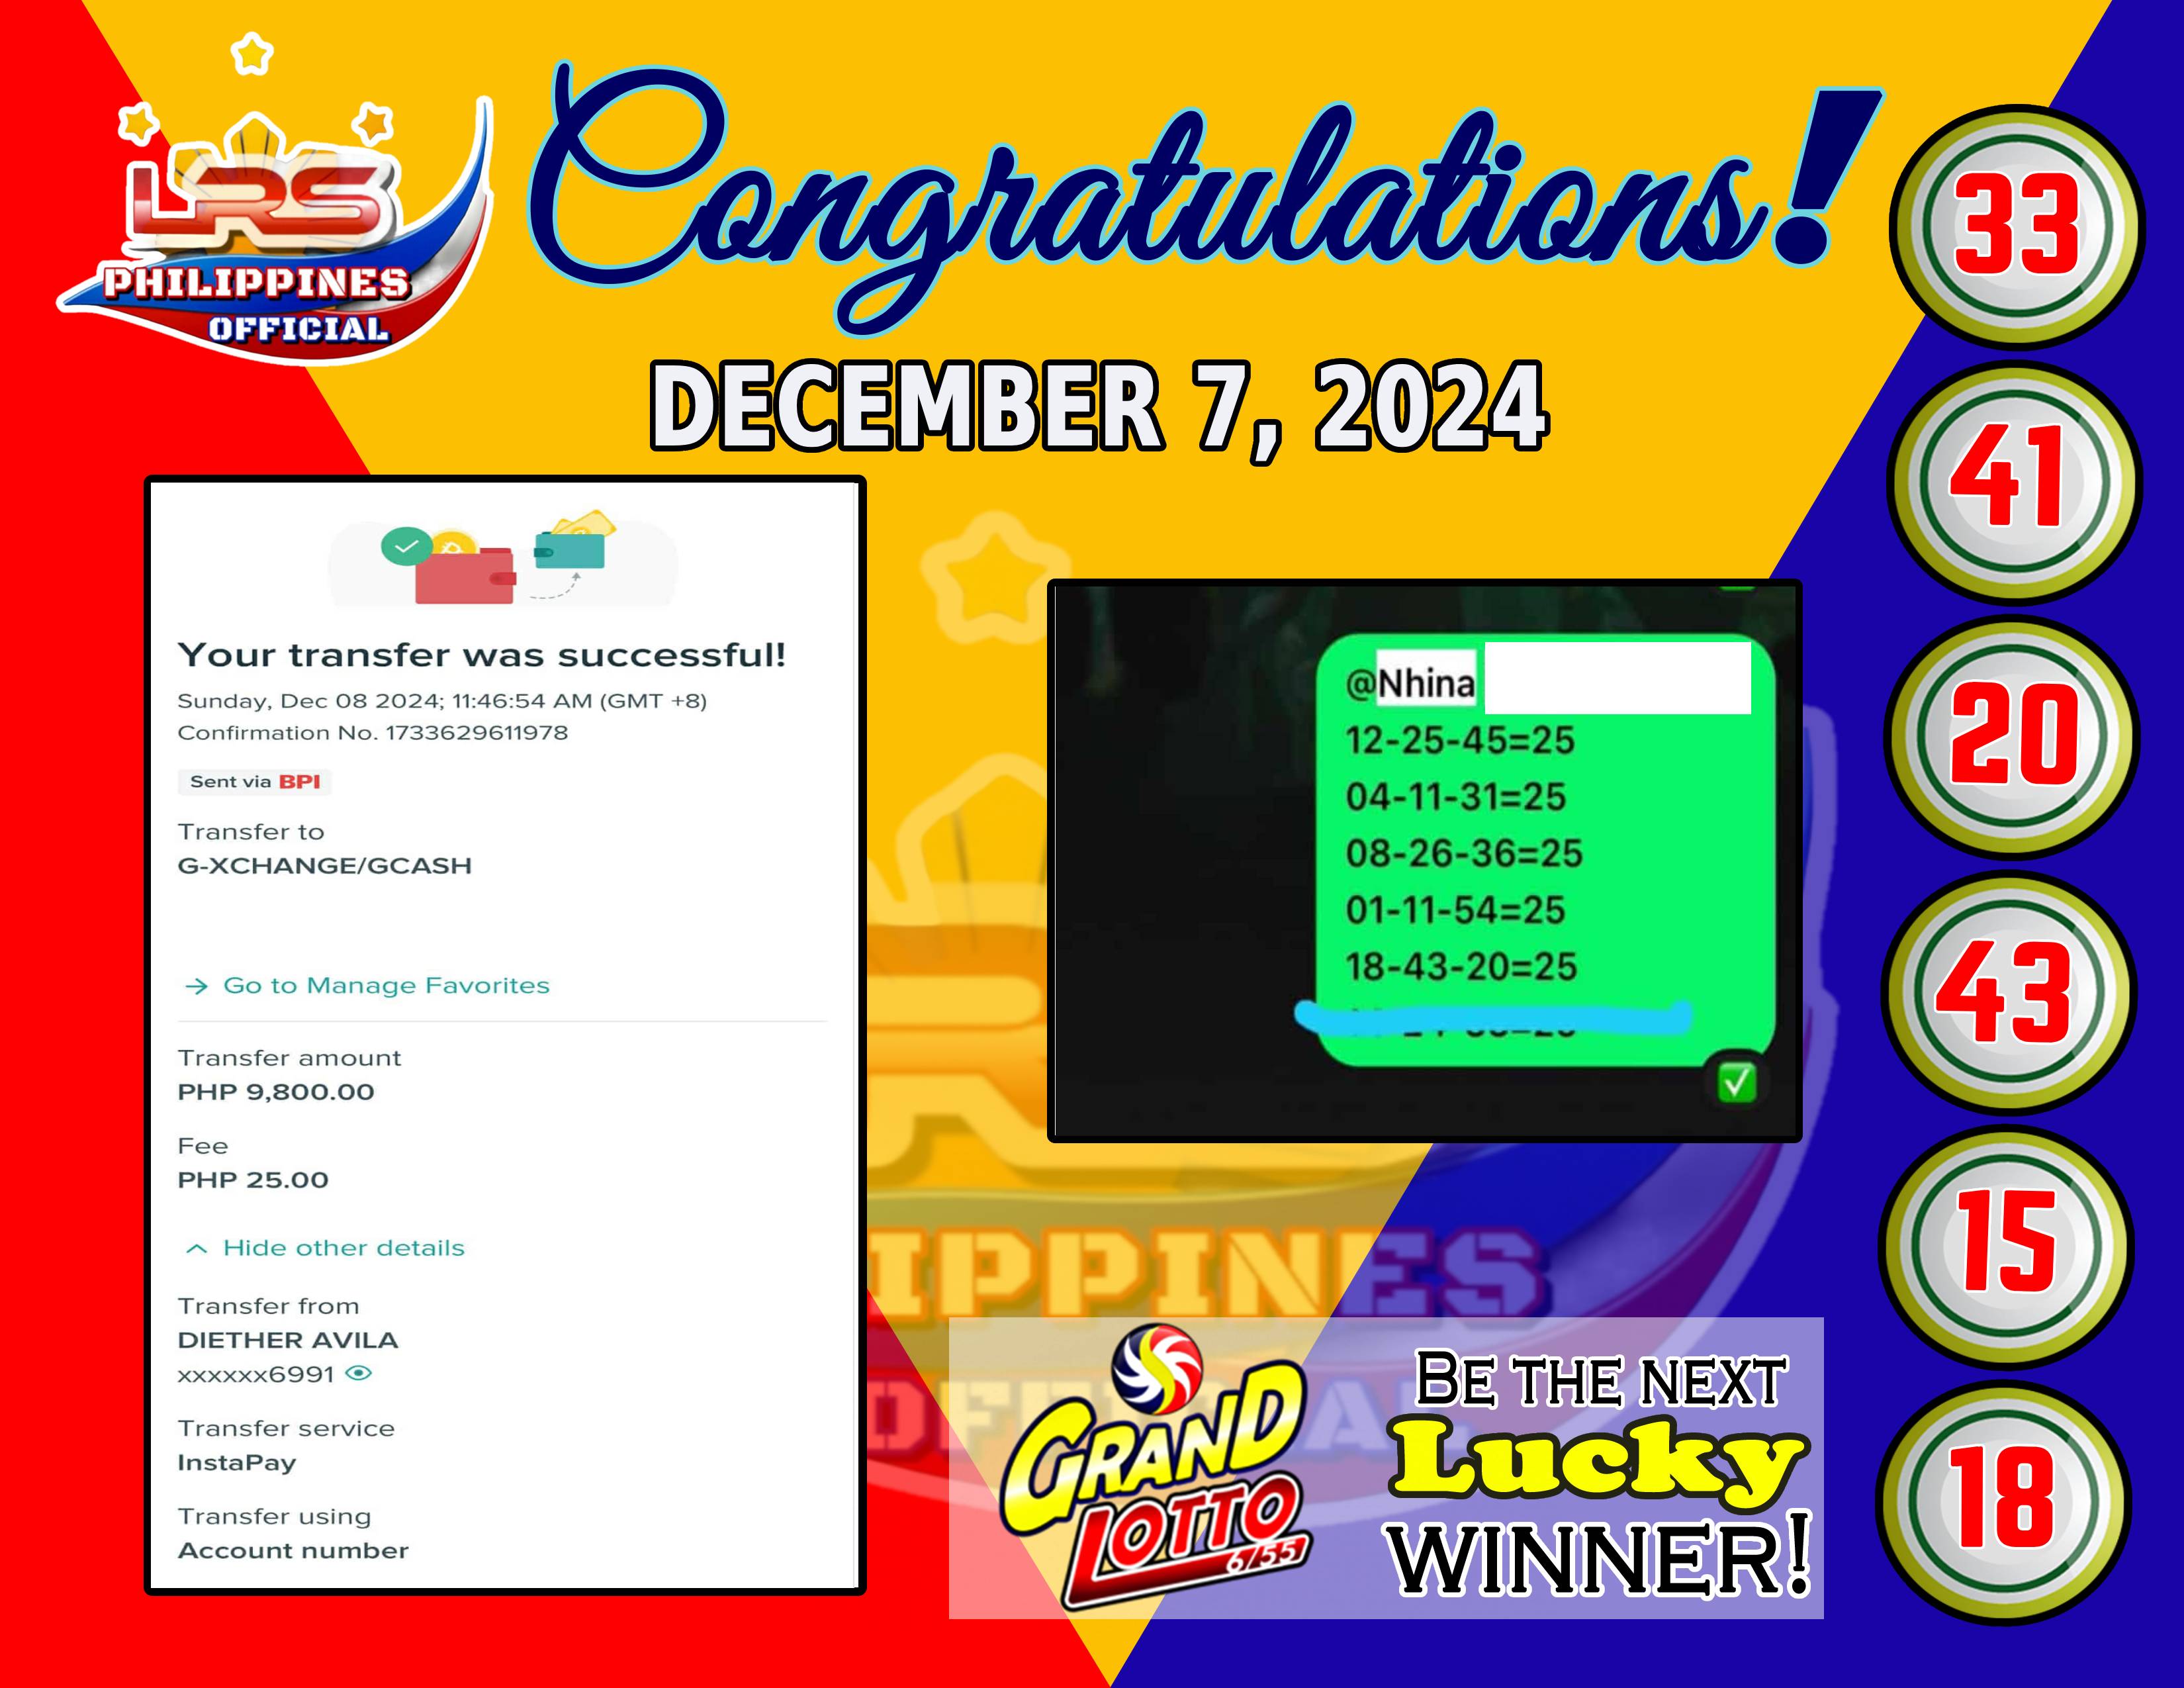 LRS
PHILIPPINES
OFFICIAL
Congratulations!
DECEMBER 7, 2024
Your transfer was successful!
Sunday, Dec 08 2024; 11:46:54 AM (GMT +8)
Confirmation No. 1733629611978
Sent via BPI
Transfer to
G-XCHANGE/GCASH
→ Go to Manage Favorites
Transfer amount
PHP 9,800.00
Fee
PHP 25.00
Hide other details
Transfer from
DIETHER AVILA
xxxxxx6991
Transfer service
InstaPay
Transfer using
Account number
@Nhina
12-25-45=25
04-11-31=25
08-26-36=25
01-11-54=25
18-43-20=25
IPPINES
GRAND
LOTTO
6/55
BE THE NEXT
Lucky
WINNER!
33
41
20
43
15
18